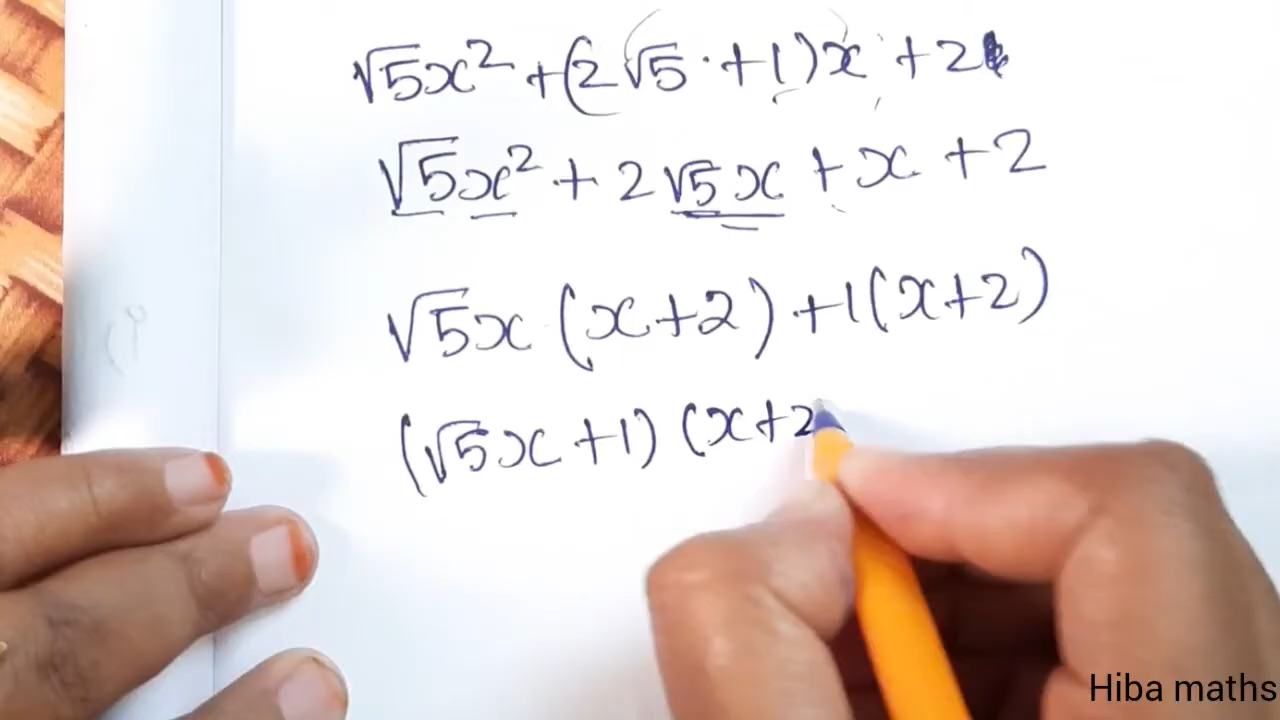 √5x² + (2√5 · + 1)x + 2
√5x² + 2√5x + x + 2
√5x (x+2) + 1(x+2)
(√5x + 1) (x+2
Hiba maths